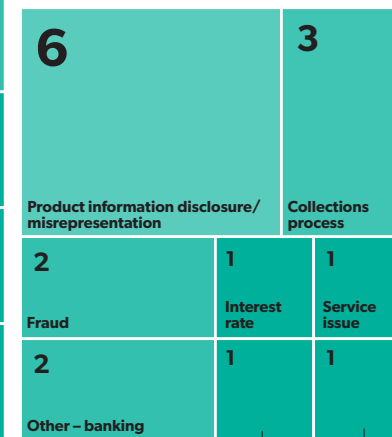 6
Product information disclosure/
misrepresentation
3
Collections
process
2
Fraud
1
Interest
rate
1
Service
issue
2
Other – banking
1
1